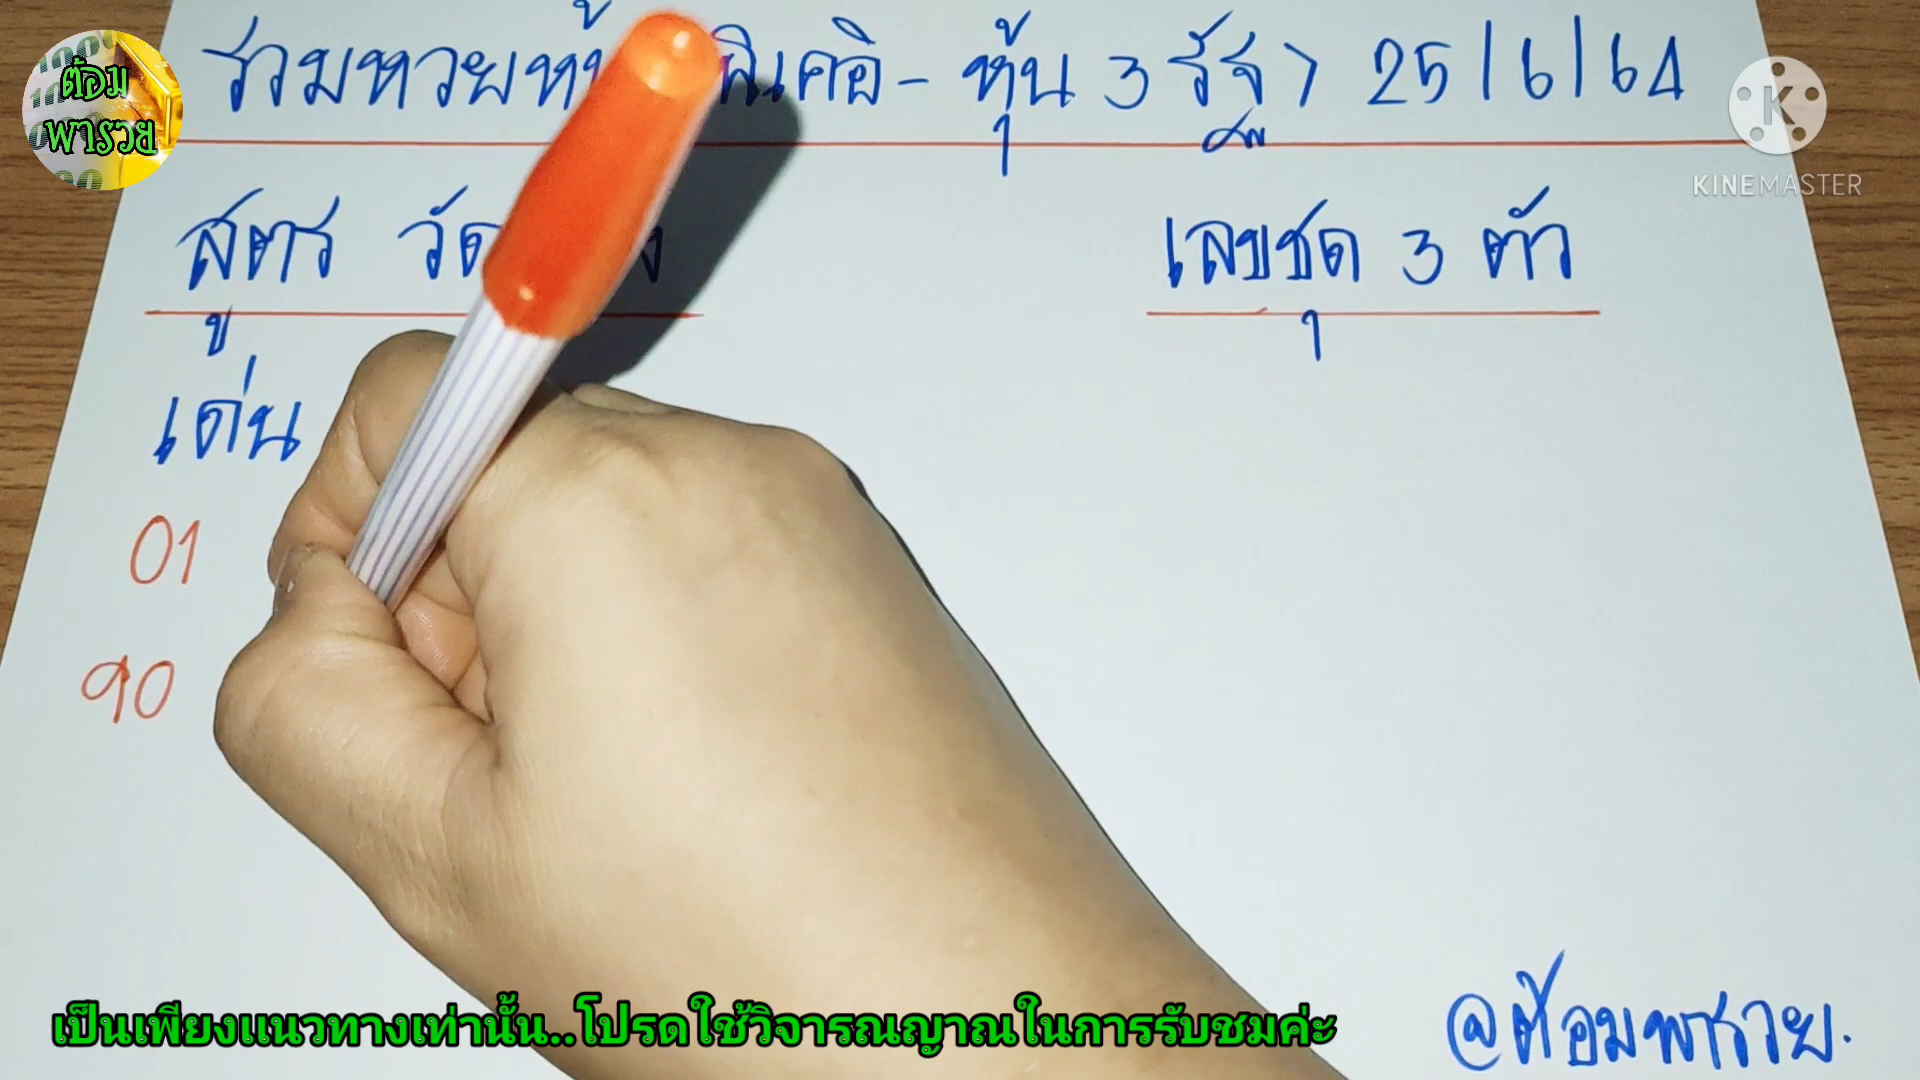 ต้อม
พารวย
รวมหวยหุ้นนิเคอิ - หุ้น 3 รัฐ > 25/6/64
KINEMASTER
สูตร วัด
เลขชุด 3 ตัว
เด่น
01
90
เป็นเพียงแนวทางเท่านั้น..โปรดใช้วิจารณญาณในการรับชมค่ะ
@ต้อมพารวย.